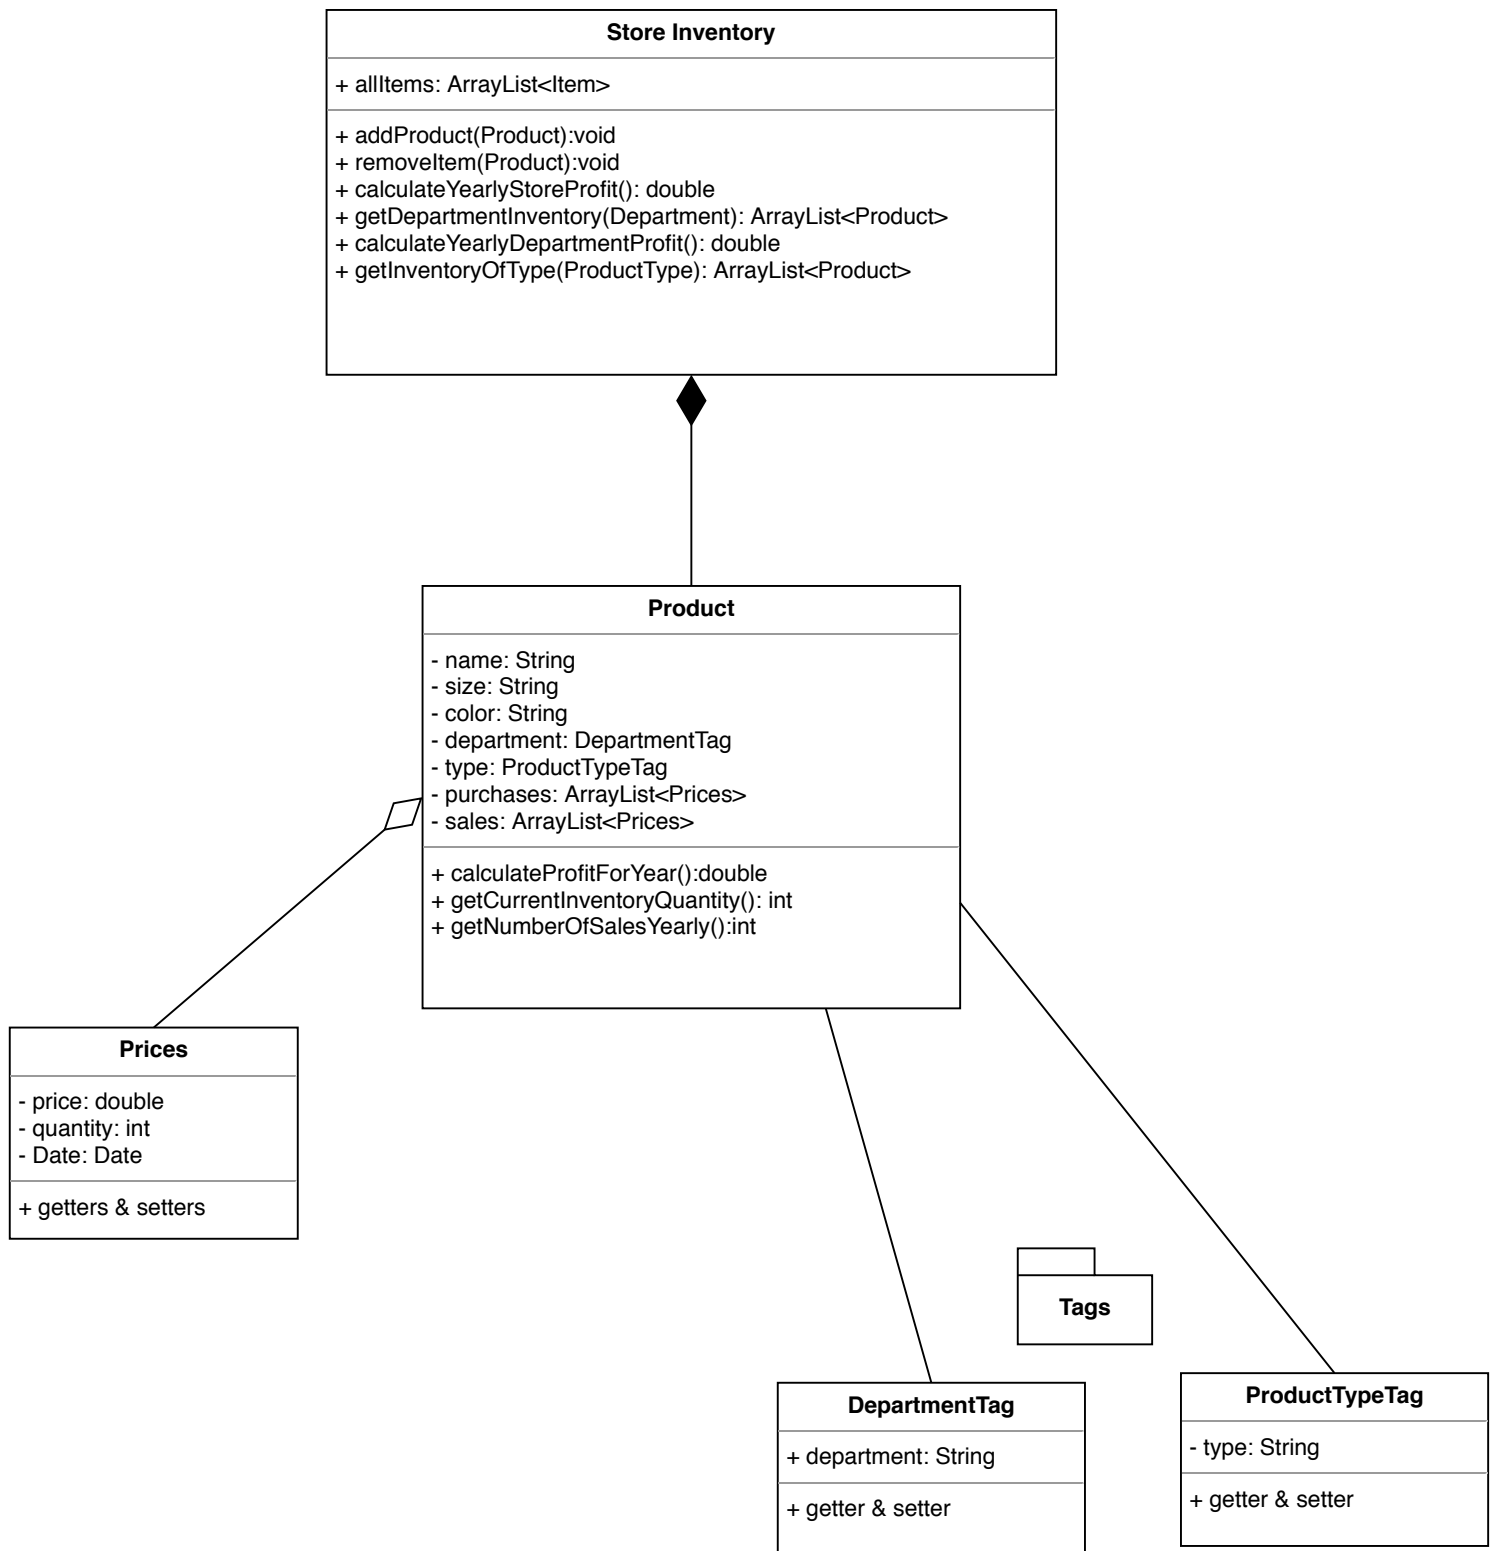 Store Inventory
+ allItems: ArrayList<Item>
+ addProduct(Product):void
+ removeItem(Product):void
+ calculateYearlyStoreProfit(): double
+ getDepartmentInventory(Department): ArrayList<Product>
+ calculateYearlyDepartmentProfit(): double
+ getInventoryOfType(ProductType): ArrayList<Product>
Product
- name: String
- size: String
- color: String
- department: DepartmentTag
- type: ProductTypeTag
- purchases: ArrayList<Prices>
- sales: ArrayList<Prices>
+ calculateProfitForYear():double
+ getCurrentInventoryQuantity(): int
+ getNumberOfSalesYearly():int
Prices
- price: double
- quantity: int
- Date: Date
+ getters & setters
Tags
DepartmentTag
+ department: String
+ getter & setter
ProductTypeTag
- type: String
+ getter & setter